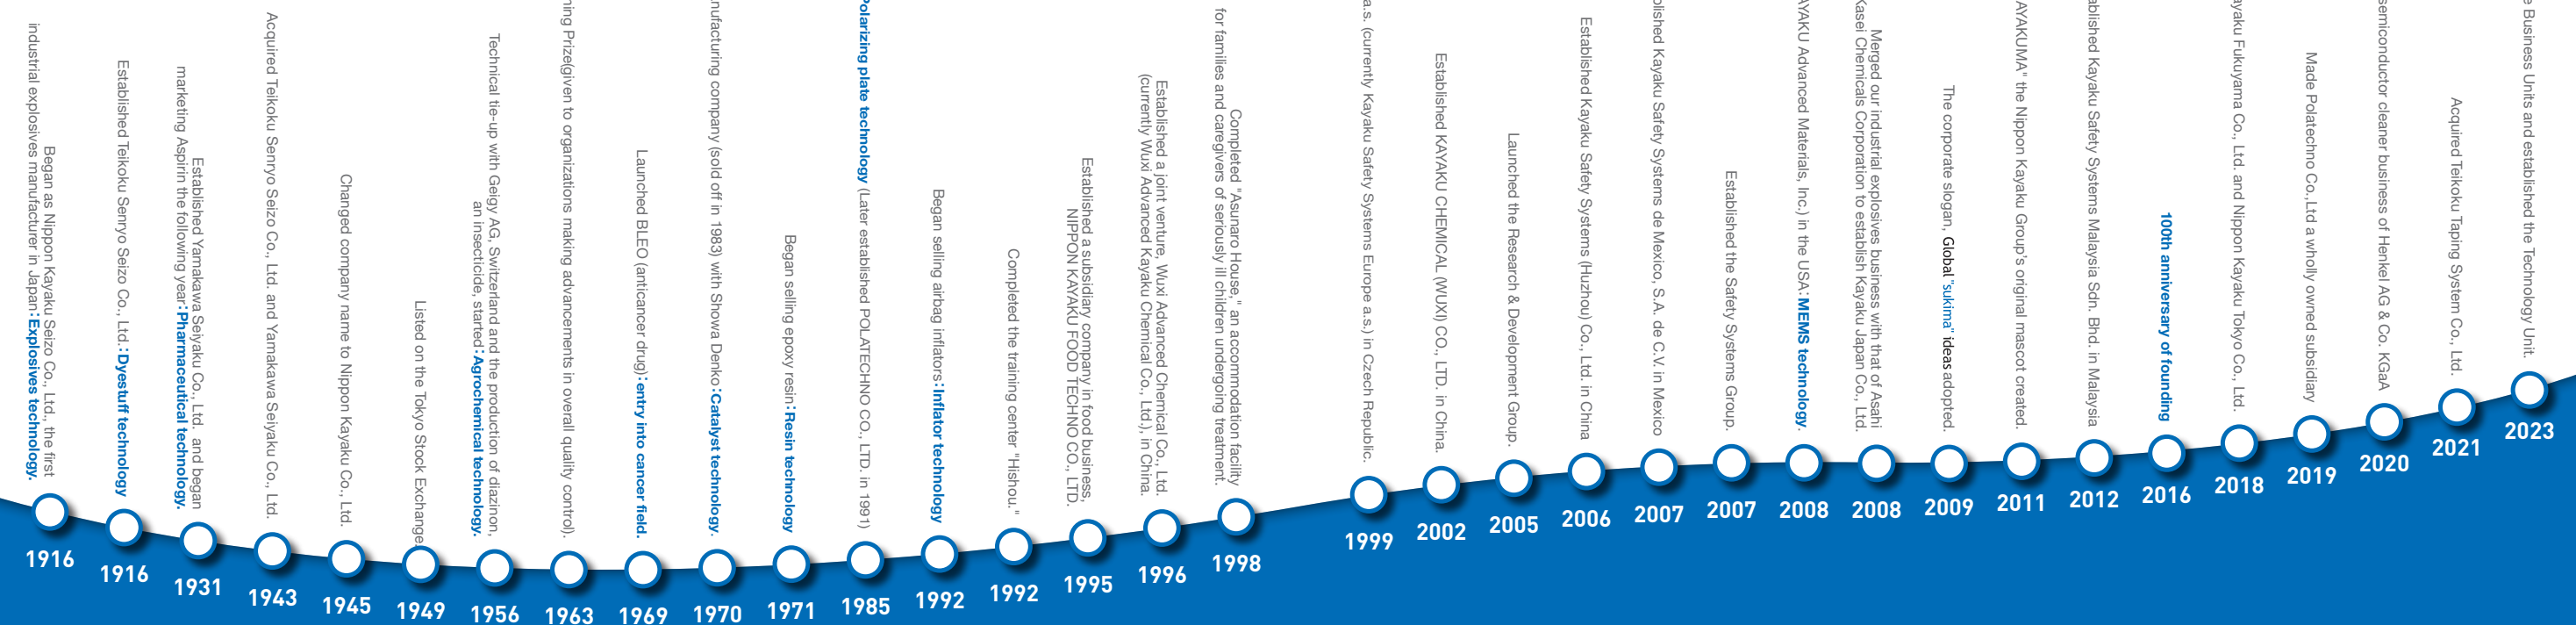 Began as Nippon Kayaku Seizo Co., Ltd., the first
industrial explosives manufacturer in Japan:Explosives technology.
1916
Established Teikoku Senryo Seizo Co., Ltd.:Dyestuff technology
1916
Established Yamakawa Seiyaku Co., Ltd. and began
marketing Aspirin the following year:Pharmaceutical technology.
1931
Acquired Teikoku Senryo Seizo Co., Ltd. and Yamakawa Seiyaku Co., Ltd.
1943
Changed company name to Nippon Kayaku Co., Ltd.
1945
Listed on the Tokyo Stock Exchange.
1949
Technical tie-up with Geigy AG, Switzerland and the production of diazinon,
an insecticide, started:Agrochemical technology.
1956
ning Prize(given to organizations making advancements in overall quality control).
1963
Launched BLEO (anticancer drug):entry into cancer field.
1969
nufacturing company (sold off in 1983) with Showa Denko:Catalyst technology.
1970
Began selling epoxy resin:Resin technology
1971
Polarizing plate technology (Later established POLATECHNO CO., LTD. in 1991)
1985
Began selling airbag inflators:Inflator technology
1992
Completed the training center "Hishou."
1992
Established a subsidiary company in food business,
NIPPON KAYAKU FOOD TECHNO CO., LTD.
1995
Established a joint venture, Wuxi Advanced Chemical Co., Ltd.
(currently Wuxi Advanced Kayaku Chemical Co., Ltd.), in China.
1996
Completed "Asunaro House," an accommodation facility
for families and caregivers of seriously ill children undergoing treatment.
1998
a.s. (currently Kayaku Safety Systems Europe a.s.) in Czech Republic.
1999
Established KAYAKU CHEMICAL (WUXI) CO., LTD. in China.
2002
Launched the Research & Development Group.
2005
Established Kayaku Safety Systems (Huzhou) Co., Ltd. in China
2006
blished Kayaku Safety Systems de Mexico, S.A. de C.V. in Mexico
2007
Established the Safety Systems Group.
2007
AYAKU Advanced Materials, Inc.) in the USA:MEMS technology.
2008
Merged our industrial explosives business with that of Asahi
Kasei Chemicals Corporation to establish Kayaku Japan Co., Ltd.
2008
The corporate slogan, Global"sukima" ideas adopted.
2009
AYAKUMA" the Nippon Kayaku Group's original mascot created.
2011
ablished Kayaku Safety Systems Malaysia Sdn. Bhd. in Malaysia
2012
100th anniversary of founding
2016
ayaku Fukuyama Co., Ltd. and Nippon Kayaku Tokyo Co., Ltd.
2018
Made Polatechno Co.,Ltd a wholly owned subsidiary
2019
semiconductor cleaner business of Henkel AG & Co. KGaA
2020
Acquired Teikoku Taping System Co., Ltd.
2021
e Business Units and established the Technology Unit.
2023